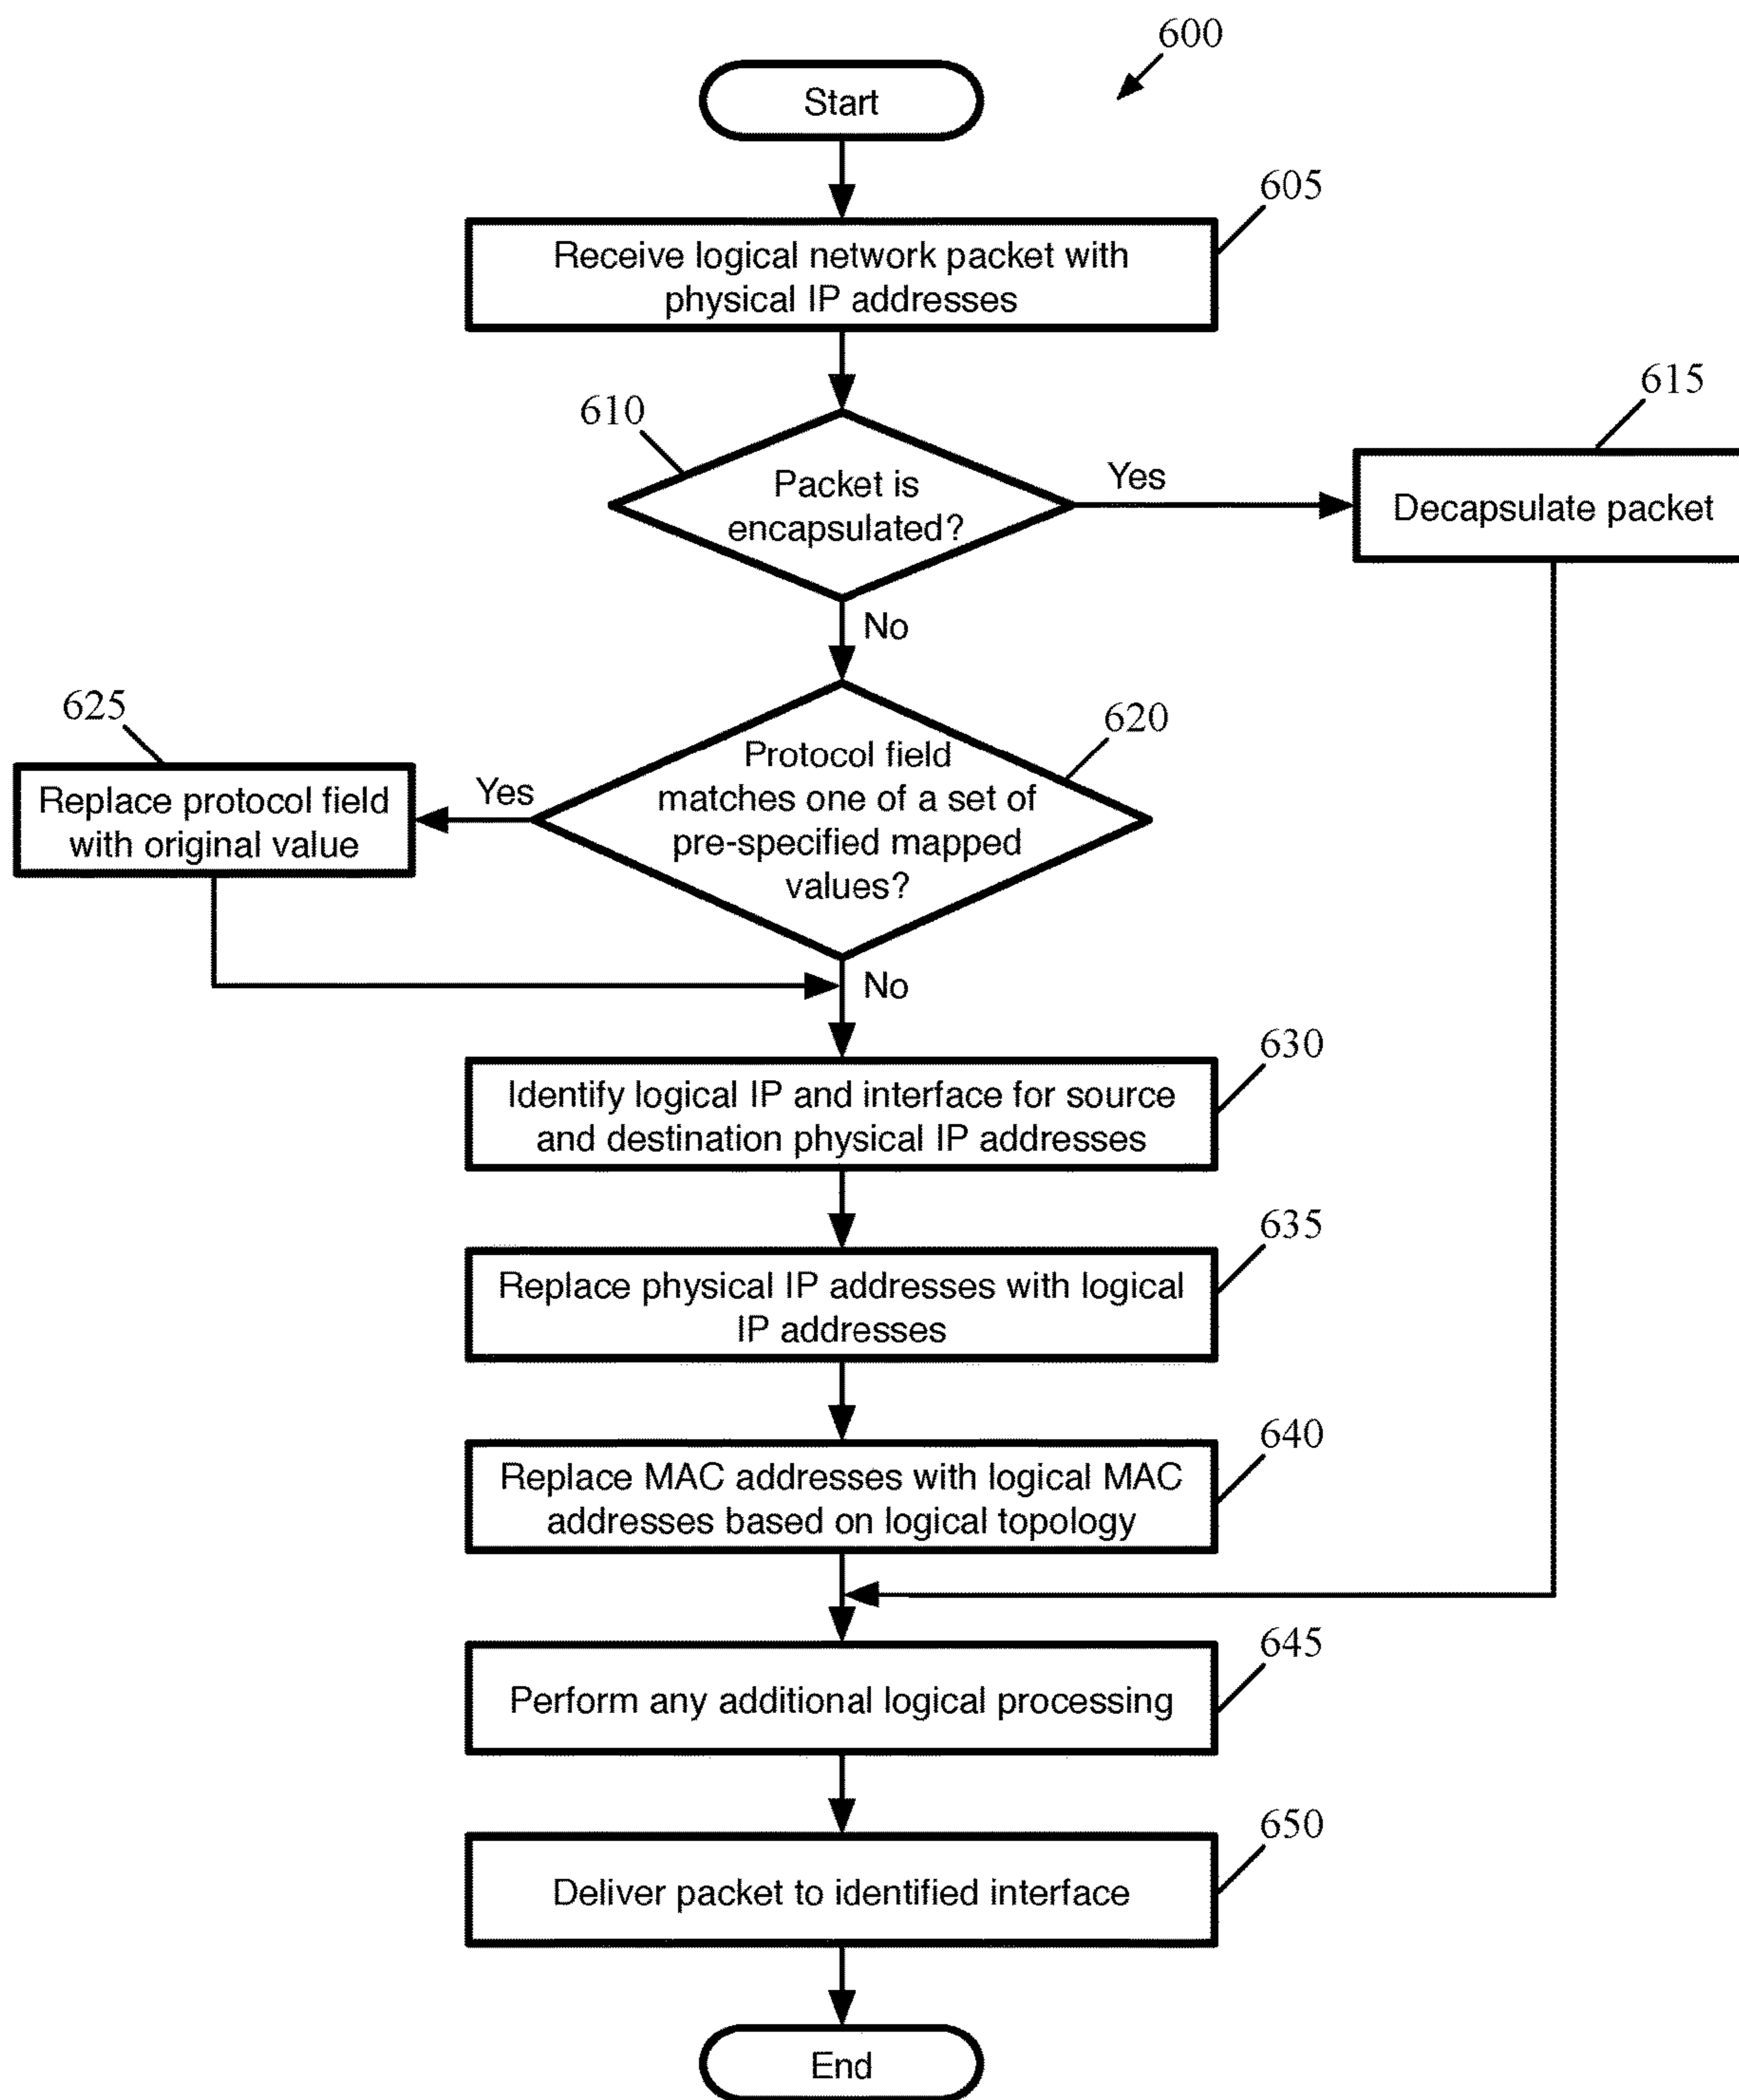 600
Start
605
Receive logical network packet with
physical IP addresses
610
Packet is
encapsulated?
Yes
615
Decapsulate packet
No
620
Protocol field
matches one of a set of
pre-specified mapped
values?
Yes
625
Replace protocol field
with original value
No
630
Identify logical IP and interface for source
and destination physical IP addresses
635
Replace physical IP addresses with logical
IP addresses
640
Replace MAC addresses with logical MAC
addresses based on logical topology
645
Perform any additional logical processing
650
Deliver packet to identified interface
End